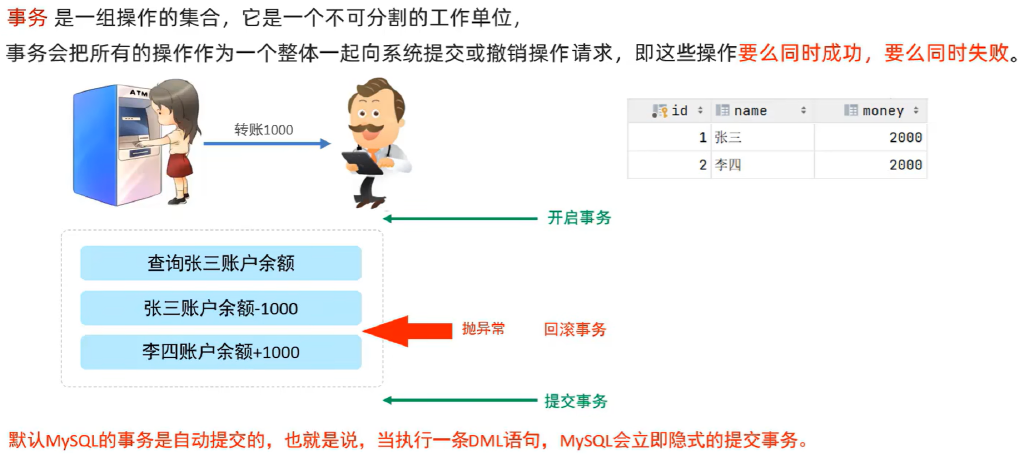 事务 是一组操作的集合，它是一个不可分割的工作单位，
事务会把所有的操作作为一个整体一起向系统提交或撤销操作请求，即这些操作要么同时成功，要么同时失败。
ATM
转账1000
id name money
1 张三 2000
2 李四 2000
开启事务
查询张三账户余额
张三账户余额-1000
抛异常 回滚事务
李四账户余额+1000
提交事务
默认MySQL的事务是自动提交的，也就是说，当执行一条DML语句，MySQL会立即隐式的提交事务。